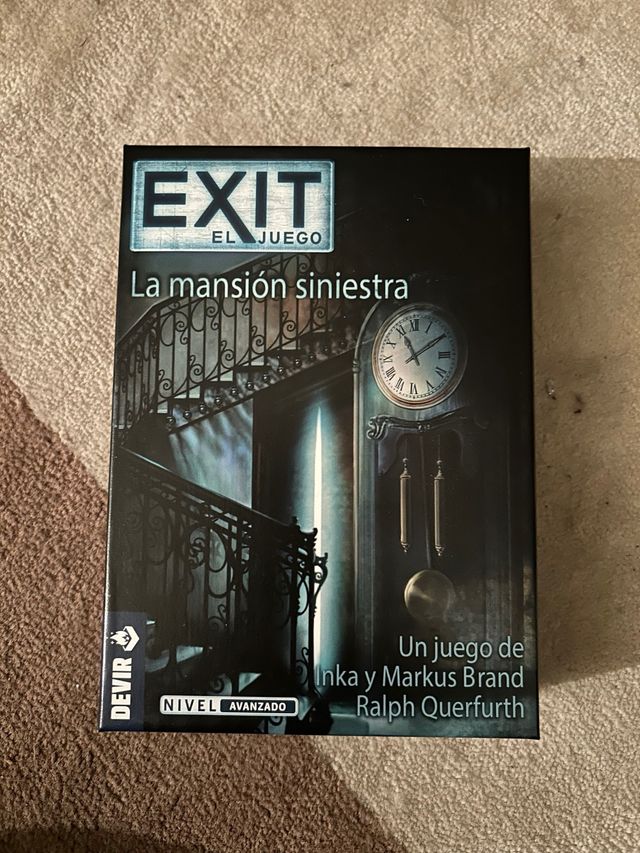 EXIT
EL JUEGO
La mansión siniestra
Un juego de
Inka y Markus Brand
Ralph Querfurth
DEVIR
NIVEL AVANZADO